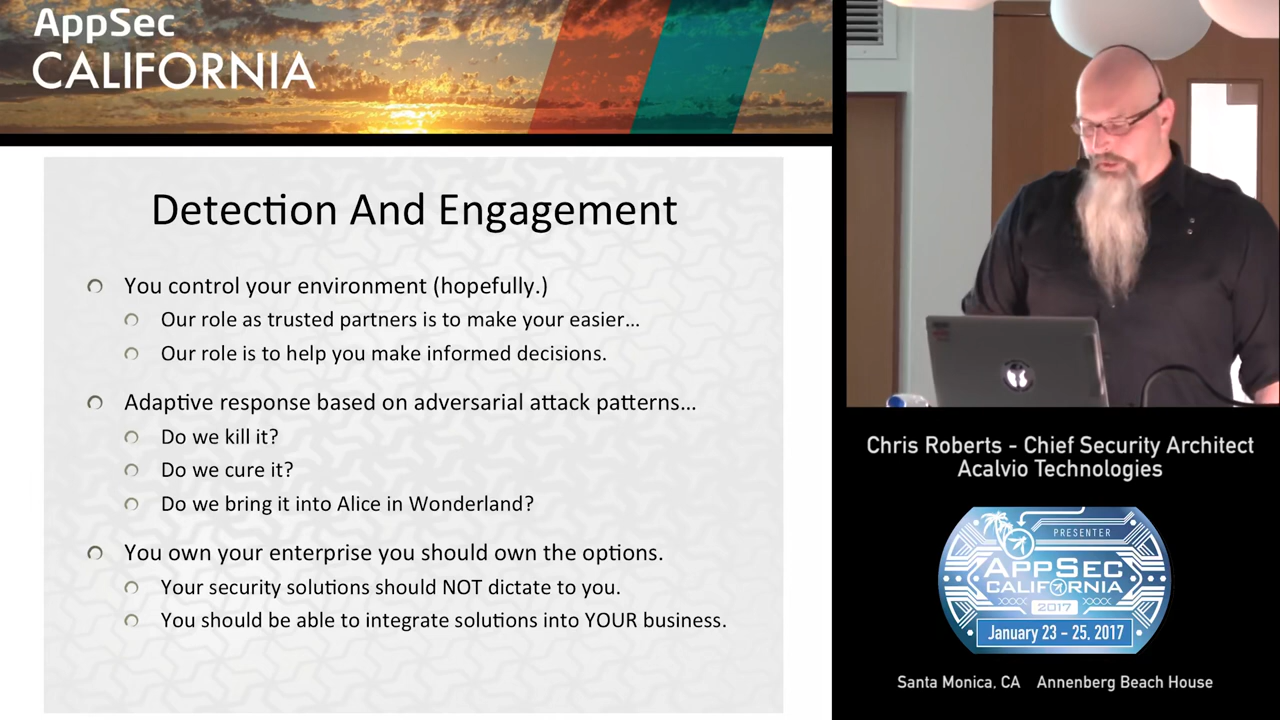 AppSec
CALIFORNIA
Detection And Engagement
You control your environment (hopefully.)
Our role as trusted partners is to make your easier...
Our role is to help you make informed decisions.
Adaptive response based on adversarial attack patterns...
Do we kill it?
Do we cure it?
Do we bring it into Alice in Wonderland?
You own your enterprise you should own the options.
Your security solutions should NOT dictate to you.
You should be able to integrate solutions into YOUR business.
Chris Roberts - Chief Security Architect
Acalvio Technologies
PRESENTER
APPSEC
CALIFORNIA
2017
January 23 - 25, 2017
Santa Monica, CA Annenberg Beach House